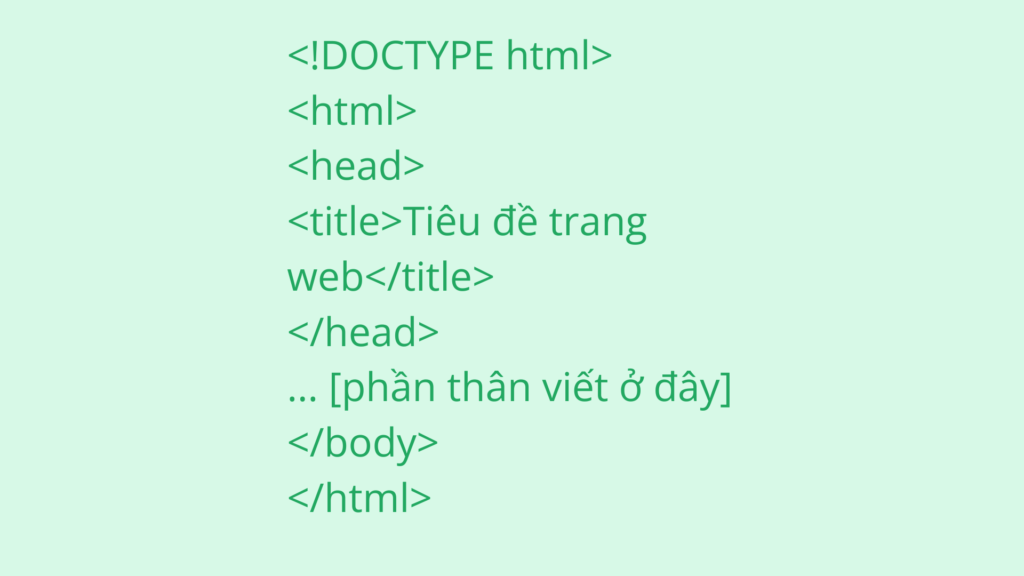 <!DOCTYPE html>
<html>
<head>
<title>Tiêu đề trang
web</title>
</head>
... [phần thân viết ở đây]
</body>
</html>